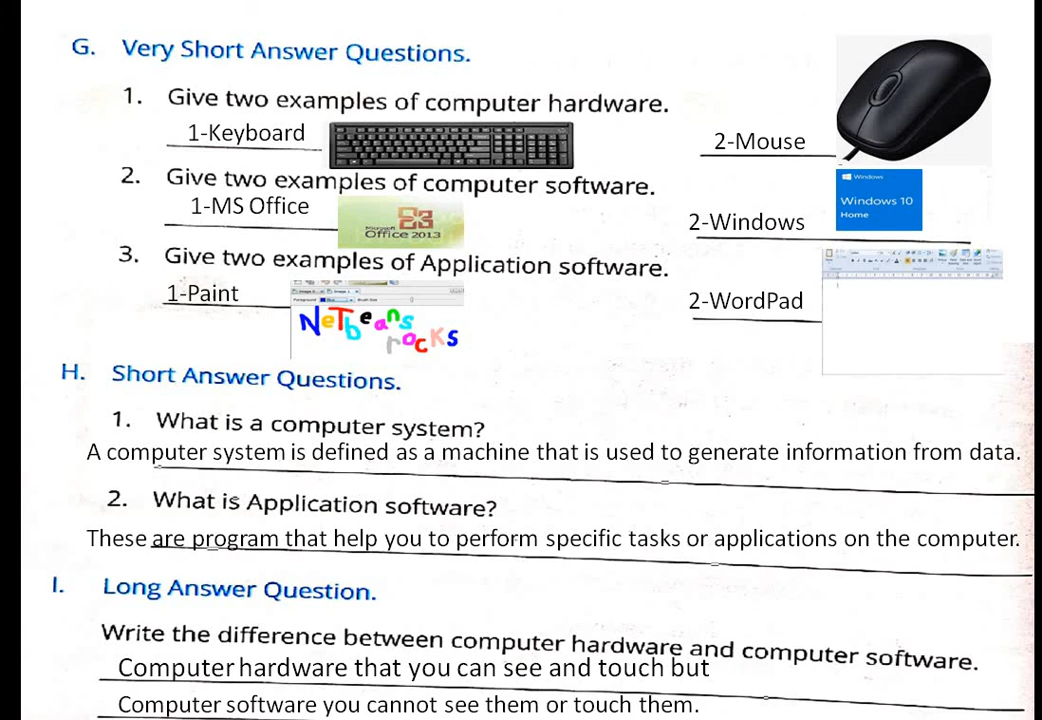 G. Very Short Answer Questions.
1. Give two examples of computer hardware.
1-Keyboard
2-Mouse
2. Give two examples of computer software.
1-MS Office
Microsoft
Office 2013
2-Windows
Windows
Windows 10
Home
3. Give two examples of Application software.
1-Paint
NeTbeans
rocks
2-WordPad
H. Short Answer Questions.
1. What is a computer system?
A computer system is defined as a machine that is used to generate information from data.
2. What is Application software?
These are program that help you to perform specific tasks or applications on the computer.
I. Long Answer Question.
Write the difference between computer hardware and computer software.
Computer hardware that you can see and touch but
Computer software you cannot see them or touch them.